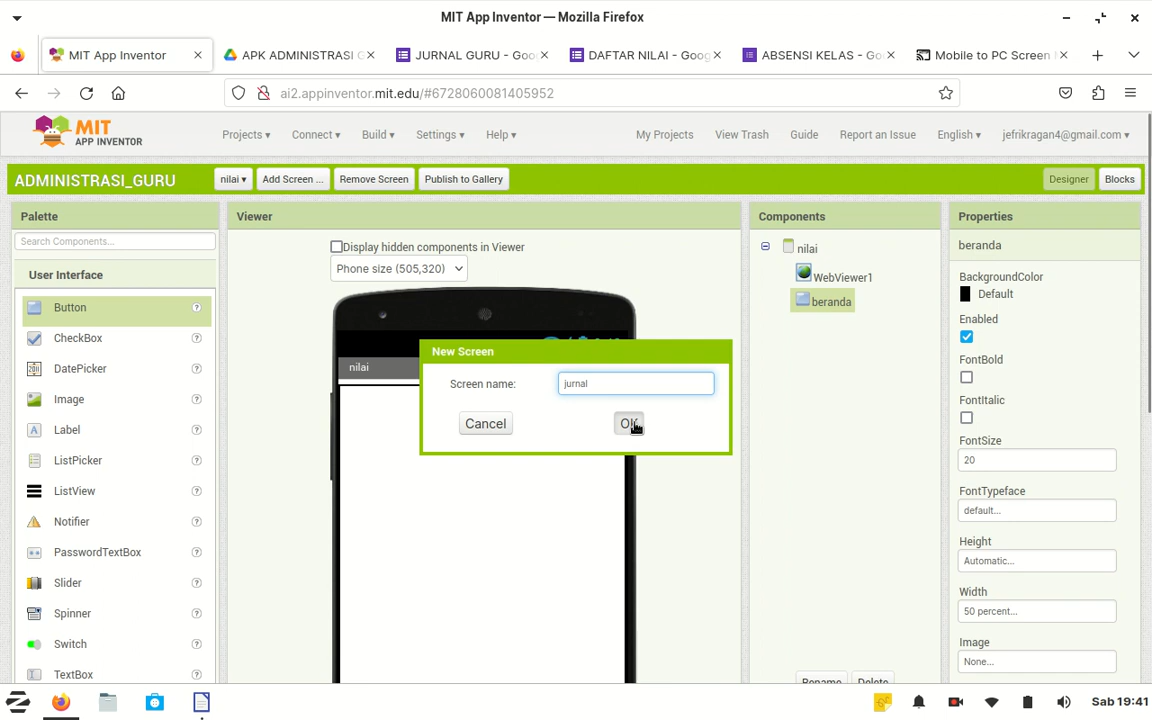 MIT App Inventor — Mozilla Firefox
MIT App Inventor
APK ADMINISTRASI G
JURNAL GURU - Goo
DAFTAR NILAI - Goog
ABSENSI KELAS - Go
Mobile to PC Screen
ai2.appinventor.mit.edu/#6728060081405952
MIT
APP INVENTOR
Projects ▾ Connect ▾ Build ▾ Settings ▾ Help ▾ My Projects View Trash Guide Report an Issue English ▾ jefrikragan4@gmail.com ▾
ADMINISTRASI_GURU nilai ▾ Add Screen ... Remove Screen Publish to Gallery Designer Blocks
Palette
Search Components...
User Interface
Button ?
CheckBox ?
DatePicker ?
Image ?
Label ?
ListPicker ?
ListView ?
Notifier ?
PasswordTextBox ?
Slider ?
Spinner ?
Switch ?
TextBox ?
Viewer
Display hidden components in Viewer
Phone size (505,320)
nilai
New Screen
Screen name: jurnal
Cancel OK
Components
nilai
WebViewer1
beranda
Rename Delete
Properties
beranda
BackgroundColor
Default
Enabled
FontBold
FontItalic
FontSize
20
FontTypeface
default...
Height
Automatic...
Width
50 percent...
Image
None...
Sab 19:41